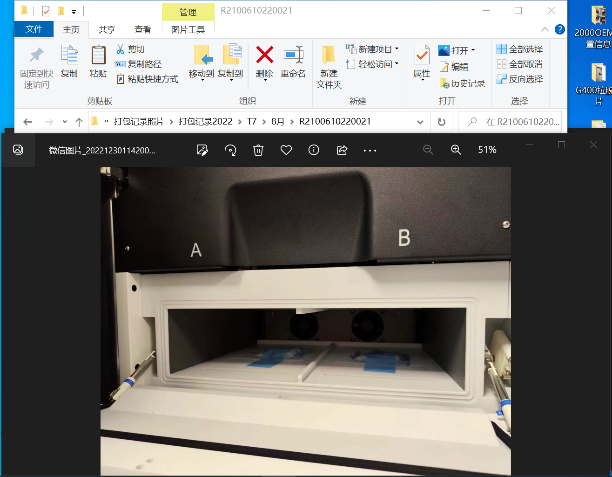 管理
R2100610220021
文件
主页
共享
查看
图片工具
固定到快速访问
复制
粘贴
剪切
复制路径
粘贴快捷方式
剪贴板
移动到
复制到
删除
重命名
组织
新建
文件夹
新建项目
轻松访问
新建
属性
打开
编辑
历史记录
打开
全部选择
全部取消
反向选择
选择
« 打包记录照片 › 打包记录2022 › T7 › 8月 › R2100610220021
在 R2100610220...
2000OEM
置信息
片
微信图片_20221230114200...
51%
A
B